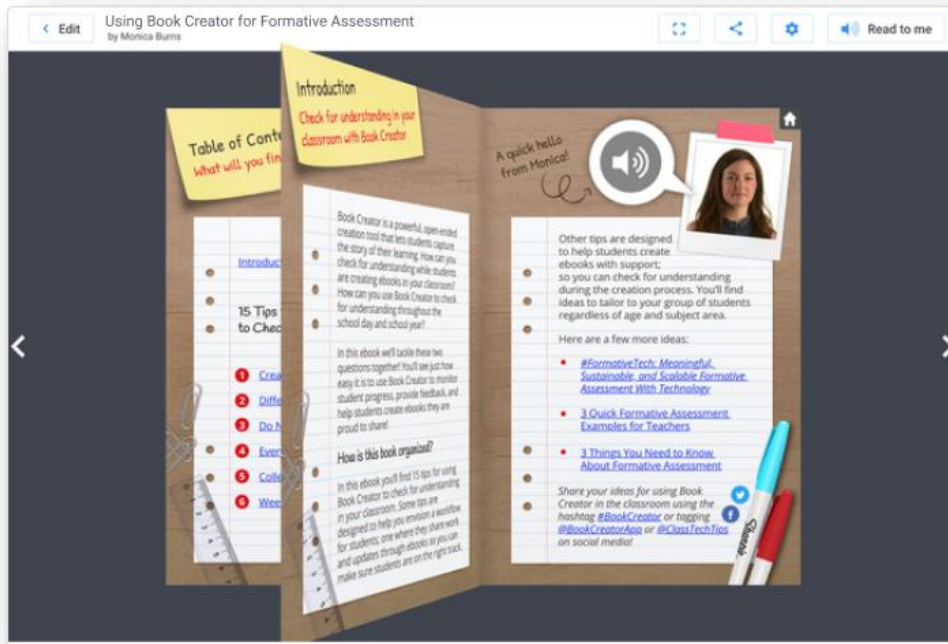 Edit
Using Book Creator for Formative Assessment
by Monica Burns
Read to me
Table of Conte
What will you fin
Introduc
15 Tips
to Chec
1 Crea
2 Diffe
3 Do N
4 Ever
5 Colle
6 Wee
Introduction
Check for understanding in your
classroom with Book Creator
Book Creator is a powerful, open-ended
creation tool that lets students capture
the story of their learning. How can you
check for understanding while students
are creating ebooks in your classroom?
How can you use Book Creator to check
for understanding throughout the
school day and school year?
In this ebook we'll tackle these two
questions together! You'll see just how
easy it is to use Book Creator to monitor
student progress, provide feedback, and
help students create ebooks they are
proud to share!
How is this book organized?
In this ebook you'll find 15 tips for using
Book Creator to check for understanding
in your classroom. Some tips are
designed to help you envision a workflow
for students; one where they share work
and updates through ebooks so you can
make sure students are on the right track.
A quick hello
from Monica!
Other tips are designed
to help students create
ebooks with support;
so you can check for understanding
during the creation process. You'll find
ideas to tailor to your group of students
regardless of age and subject area.
Here are a few more ideas:
#FormativeTech: Meaningful,
Sustainable, and Scalable Formative
Assessment With Technology
3 Quick Formative Assessment
Examples for Teachers
3 Things You Need to Know
About Formative Assessment
Share your ideas for using Book
Creator in the classroom using the
hashtag #BookCreator or tagging
@BookCreatorApp or @ClassTechTips
on social media!
Sharpie